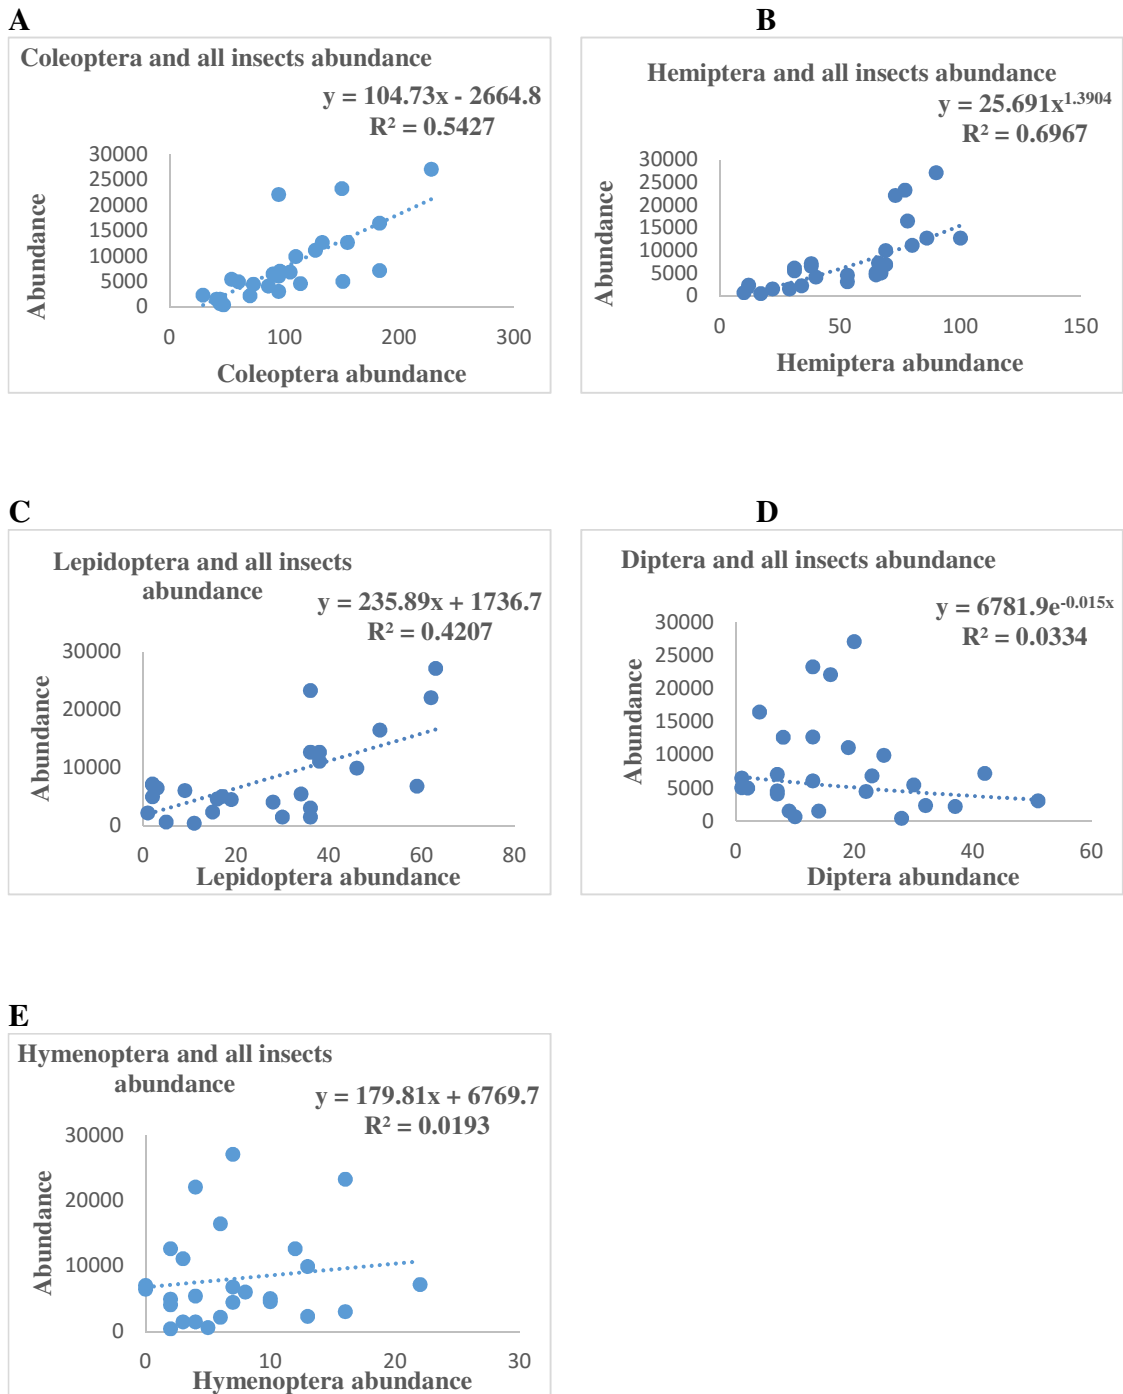 A
Coleoptera and all insects abundance
y = 104.73x - 2664.8
R² = 0.5427
30000
25000
20000
15000
10000
5000
0
0 100 200 300
Abundance
Coleoptera abundance
B
Hemiptera and all insects abundance
y = 25.691x^1.3904
R² = 0.6967
30000
25000
20000
15000
10000
5000
0
0 50 100 150
Abundance
Hemiptera abundance
C
Lepidoptera and all insects
abundance
y = 235.89x + 1736.7
R² = 0.4207
30000
20000
10000
0
0 20 40 60 80
Abundance
Lepidoptera abundance
D
Diptera and all insects abundance
y = 6781.9e^-0.015x
R² = 0.0334
30000
25000
20000
15000
10000
5000
0
0 20 40 60
Abundance
Diptera abundance
E
Hymenoptera and all insects
abundance
y = 179.81x + 6769.7
R² = 0.0193
30000
20000
10000
0
0 10 20 30
Abundance
Hymenoptera abundance